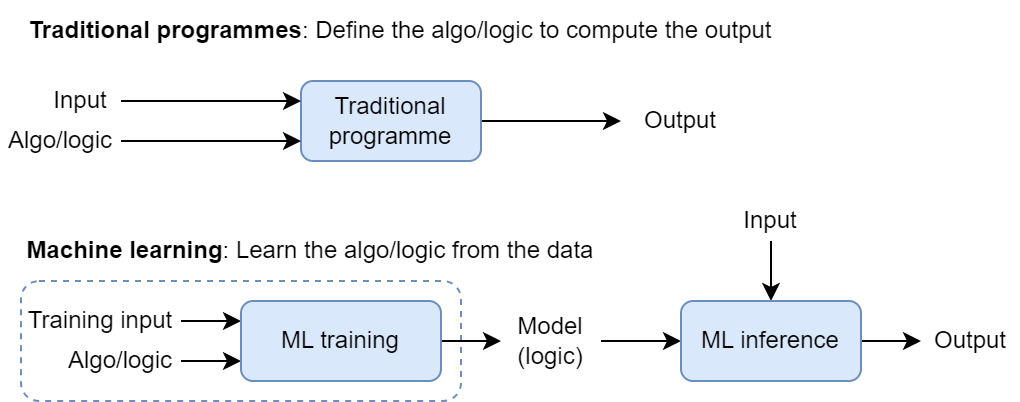 Traditional programmes: Define the algo/logic to compute the output
Input
Algo/logic
Traditional
programme
Output
Input
Machine learning: Learn the algo/logic from the data
Training input
Algo/logic
ML training
Model
(logic)
ML inference
Output